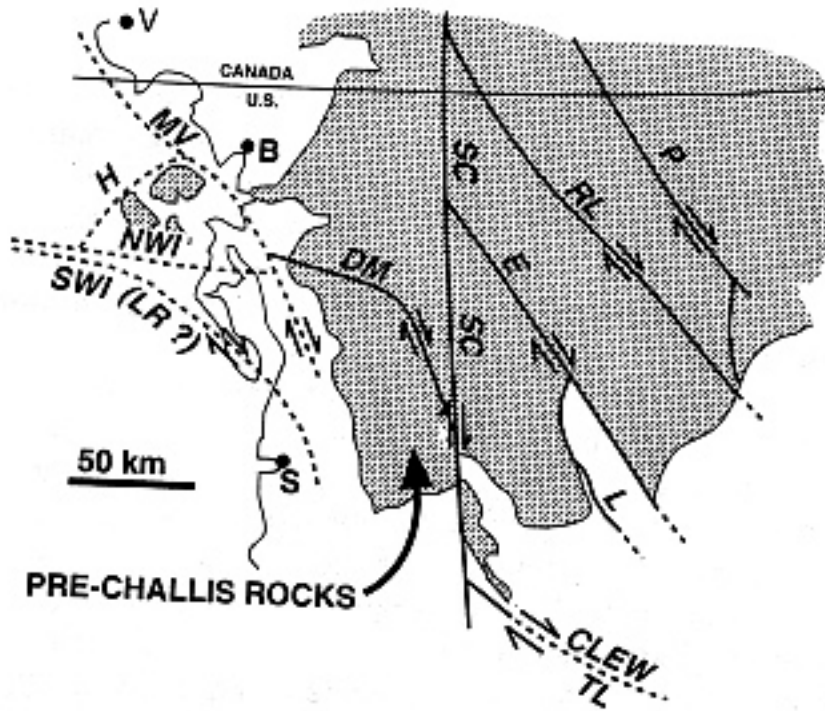 V
CANADA
U.S.
MV
B
SC
P
H
RL
NWI
DM
E
SWI (LR ?)
SC
50 km
S
L
PRE-CHALLIS ROCKS
CLEW
TL